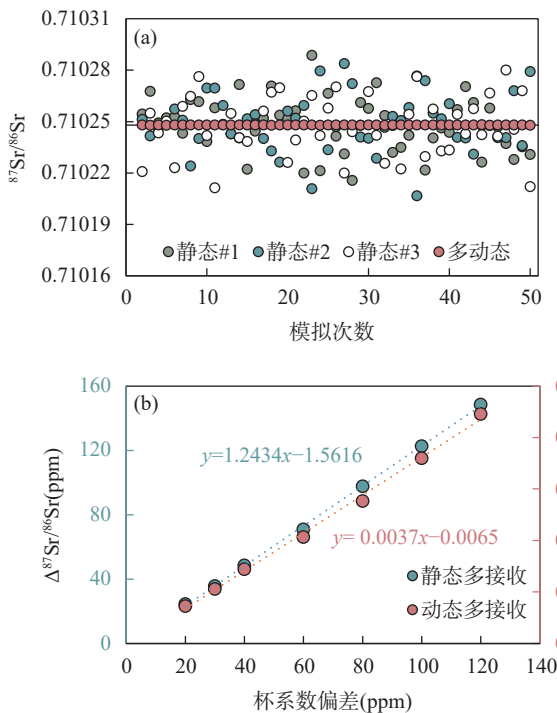 0.71031
(a)
0.71028
0.71025
0.71022
0.71019
0.71016
⁸⁷Sr/⁸⁶Sr
静态#1 静态#2 静态#3 多动态
0 10 20 30 40 50
模拟次数
160
(b)
120
80
40
0
Δ⁸⁷Sr/⁸⁶Sr(ppm)
y=1.2434x−1.5616
y= 0.0037x−0.0065
静态多接收
动态多接收
0 20 40 60 80 100 120 140
杯系数偏差(ppm)